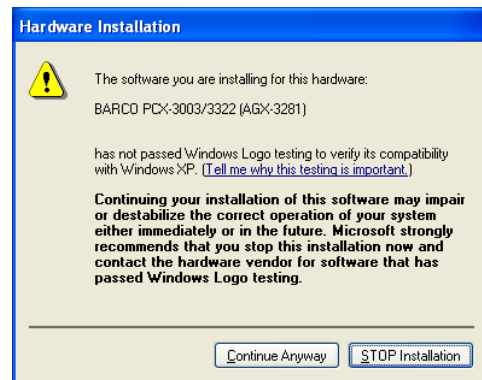 Hardware Installation
The software you are installing for this hardware:
BARCO PCX-3003/3322 (AGX-3281)
has not passed Windows Logo testing to verify its compatibility
with Windows XP. (Tell me why this testing is important.)
Continuing your installation of this software may impair
or destabilize the correct operation of your system
either immediately or in the future. Microsoft strongly
recommends that you stop this installation now and
contact the hardware vendor for software that has
passed Windows Logo testing.
Continue Anyway STOP Installation